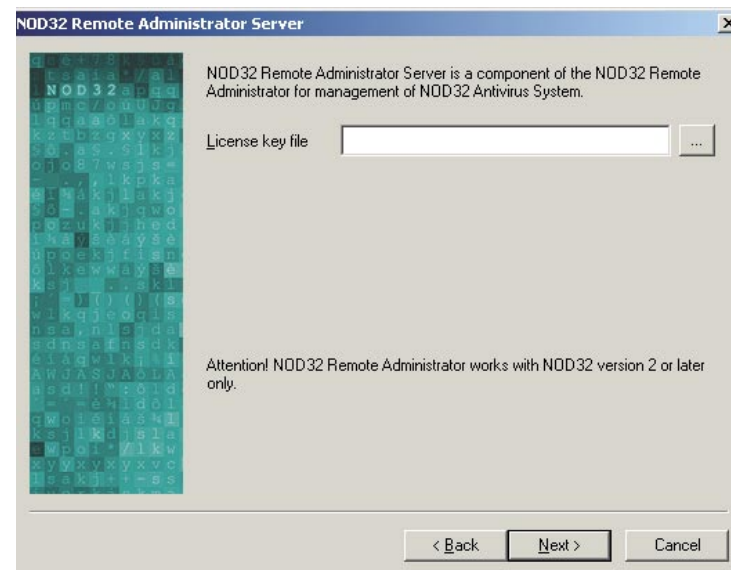 NOD32 Remote Administrator Server
NOD32 Remote Administrator Server is a component of the NOD32 Remote
Administrator for management of NOD32 Antivirus System.
License key file
...
NOD32
Attention! NOD32 Remote Administrator works with NOD32 version 2 or later
only.
< Back
Next >
Cancel